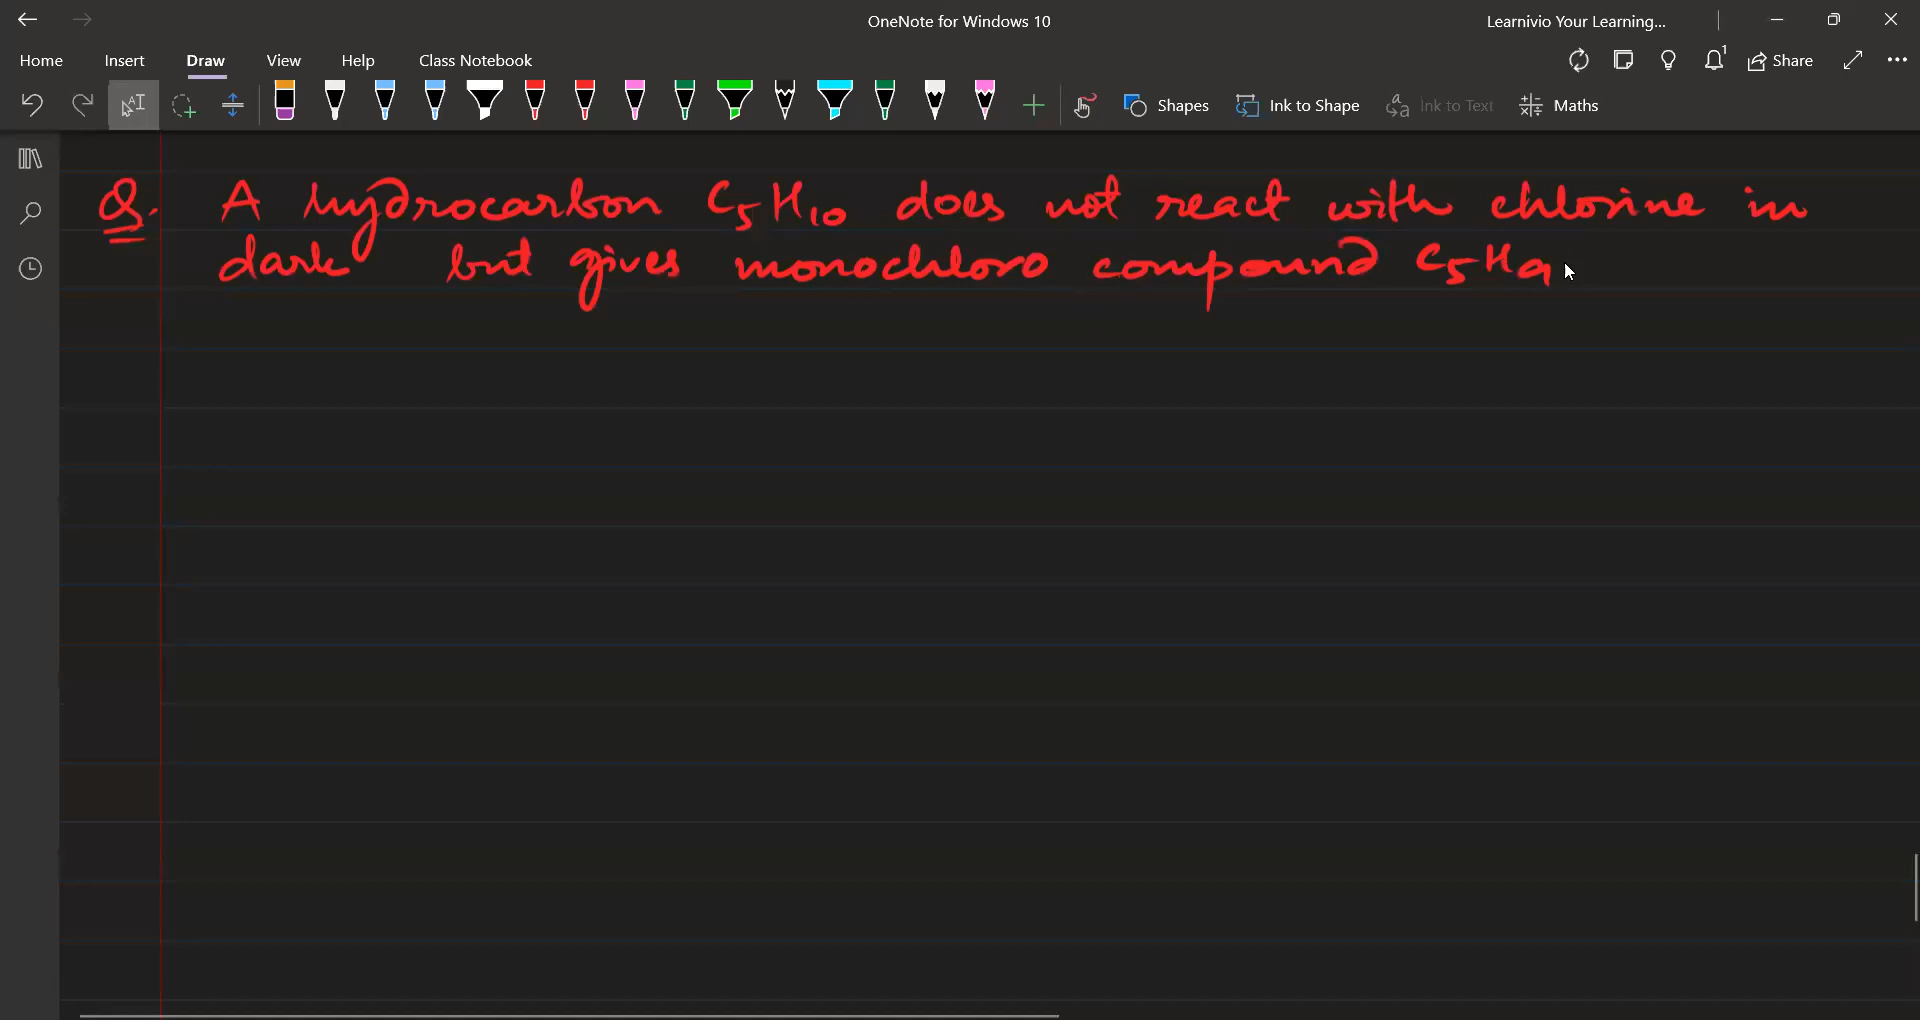 OneNote for Windows 10
Learnivio Your Learning...
Home Insert Draw View Help Class Notebook
1
Share
Shapes Ink to Shape Ink to Text Maths
Q. A hydrocarbon C₅H₁₀ does not react with chlorine in
dark but gives monochloro compound C₅H₉